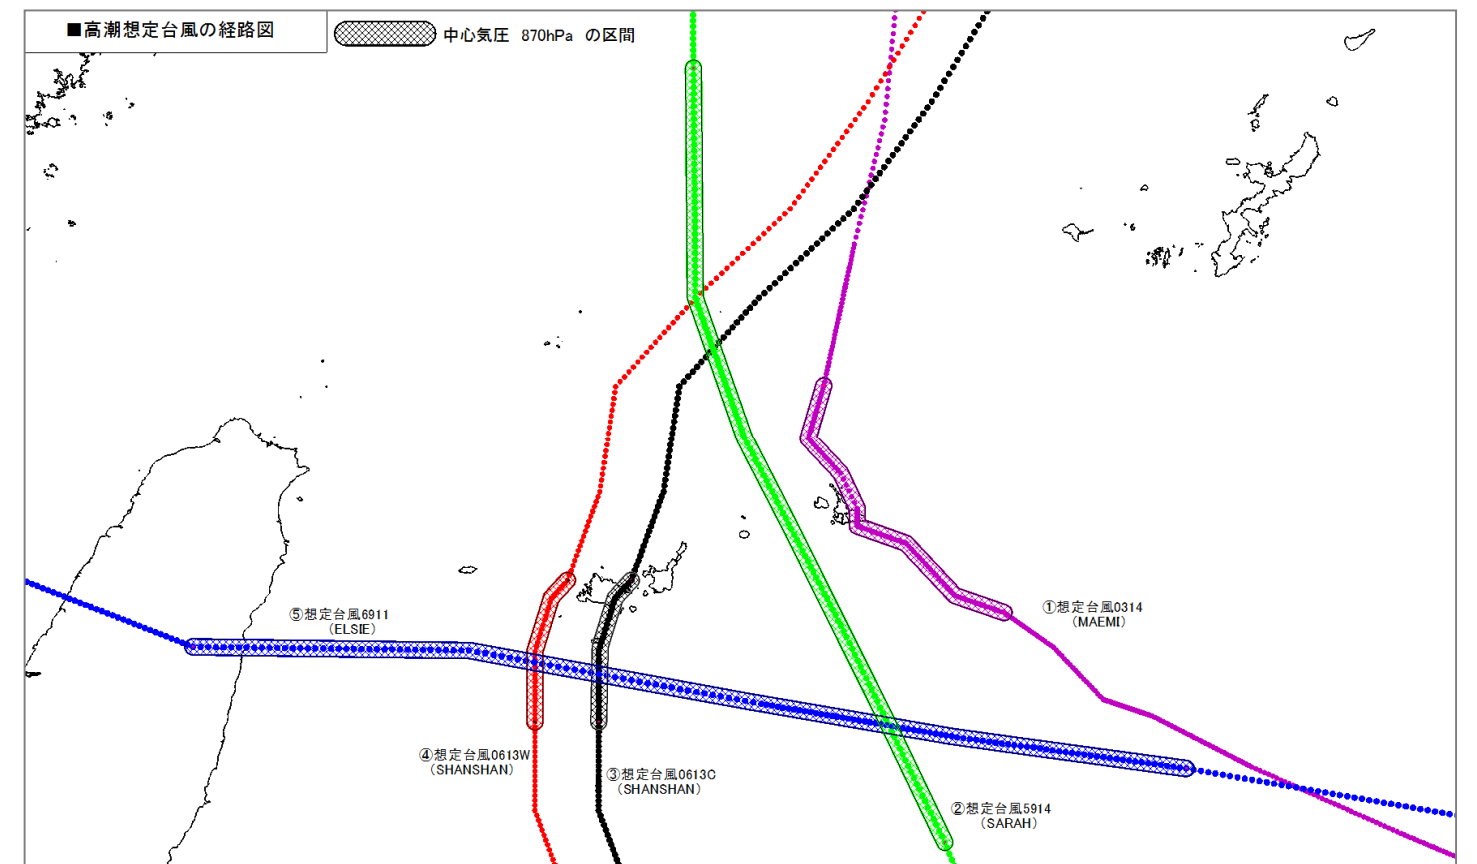 ■高潮想定台風の経路図
中心気圧 870hPa の区間
⑤想定台風6911
(ELSIE)
①想定台風0314
(MAEMI)
④想定台風0613W
(SHANSHAN)
③想定台風0613C
(SHANSHAN)
②想定台風5914
(SARAH)